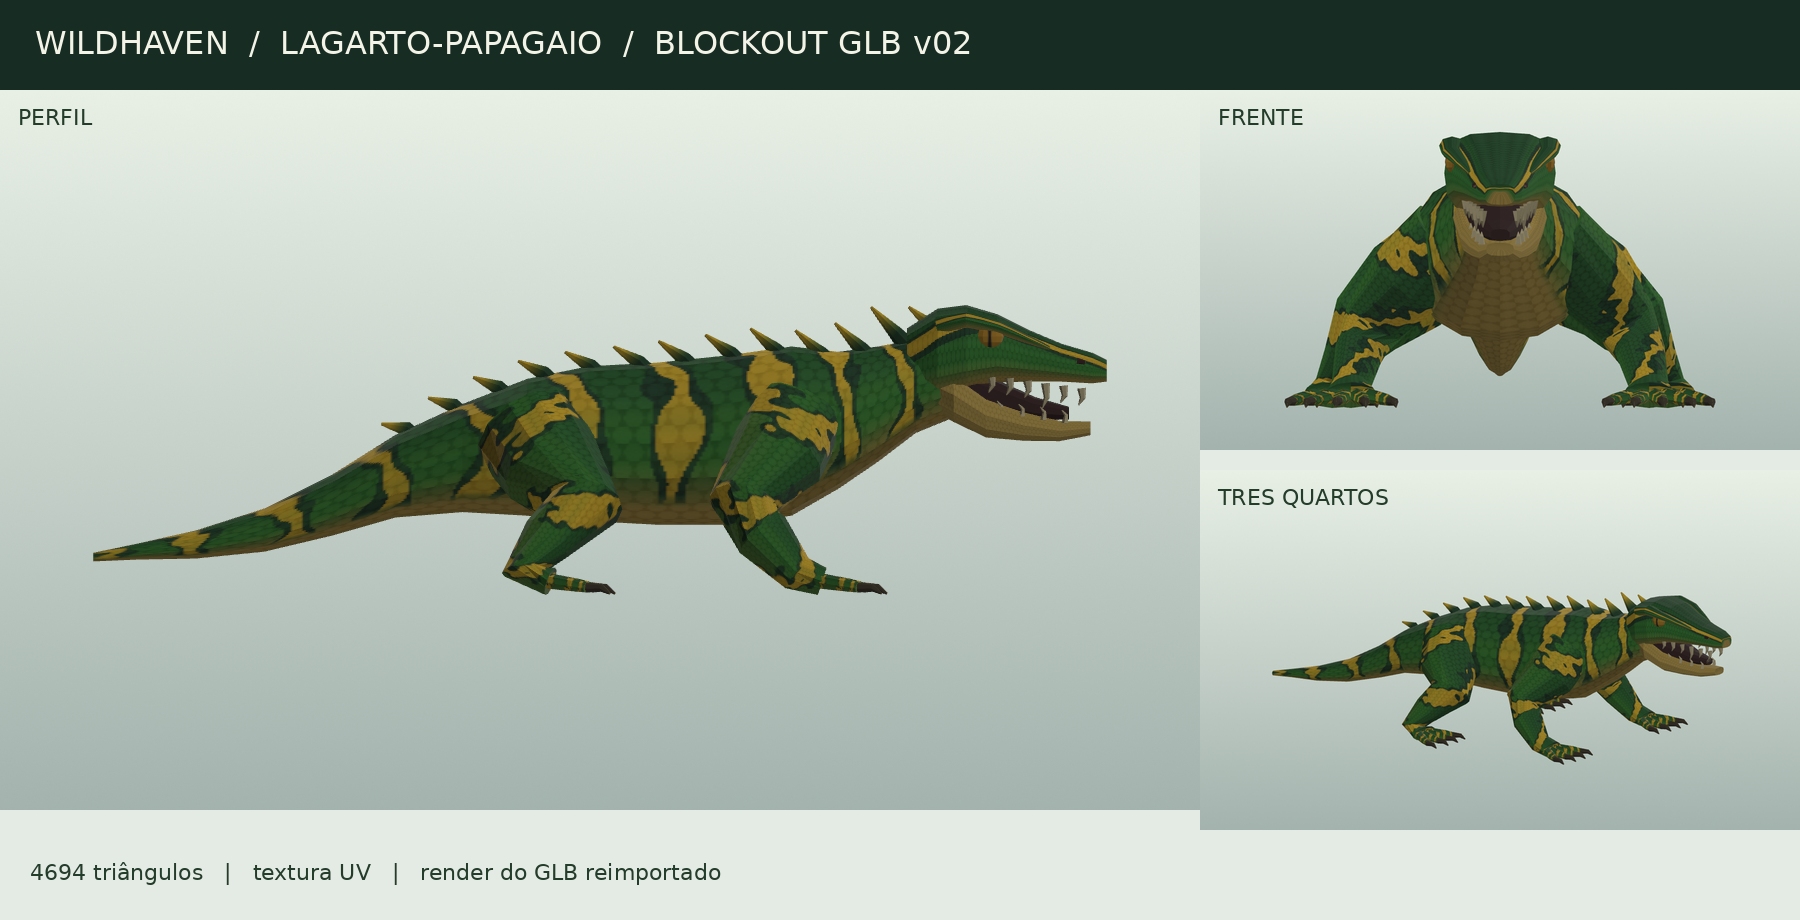 WILDHAVEN / LAGARTO-PAPAGAIO / BLOCKOUT GLB v02
PERFIL
FRENTE
TRES QUARTOS
4694 triângulos | textura UV | render do GLB reimportado